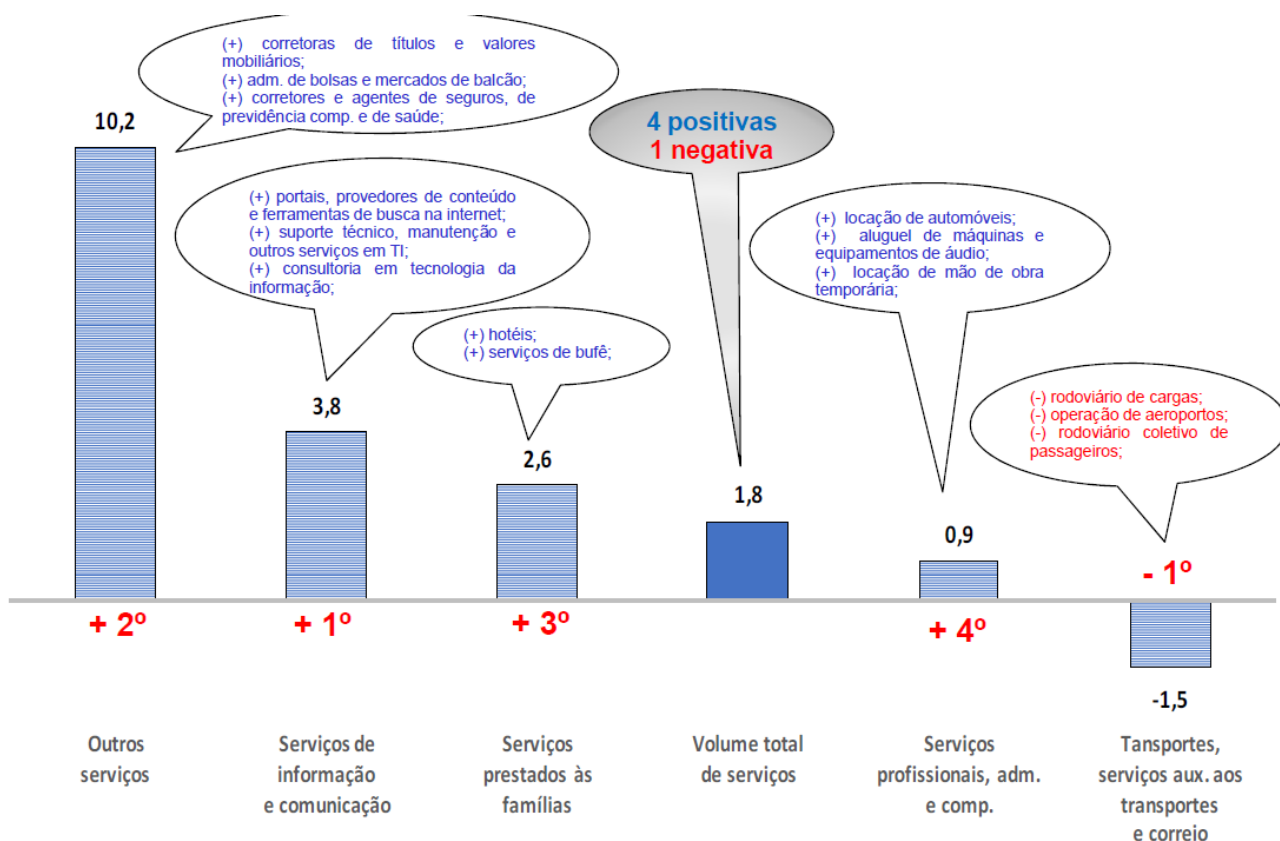 (+) corretoras de títulos e valores
mobiliários;
(+) adm. de bolsas e mercados de balcão;
(+) corretores e agentes de seguros, de
previdência comp. e de saúde;
10,2
4 positivas
1 negativa
(+) portais, provedores de conteúdo
e ferramentas de busca na internet;
(+) suporte técnico, manutenção e
outros serviços em TI;
(+) consultoria em tecnologia da
informação;
(+) locação de automóveis;
(+) aluguel de máquinas e
equipamentos de áudio;
(+) locação de mão de obra
temporária;
(+) hotéis;
(+) serviços de bufê;
(-) rodoviário de cargas;
(-) operação de aeroportos;
(-) rodoviário coletivo de
passageiros;
3,8
2,6
1,8
0,9
- 1º
+ 2º
+ 1º
+ 3º
+ 4º
-1,5
Outros
serviços
Serviços de
informação
e comunicação
Serviços
prestados às
famílias
Volume total
de serviços
Serviços
profissionais, adm.
e comp.
Tansportes,
serviços aux. aos
transportes
e correio